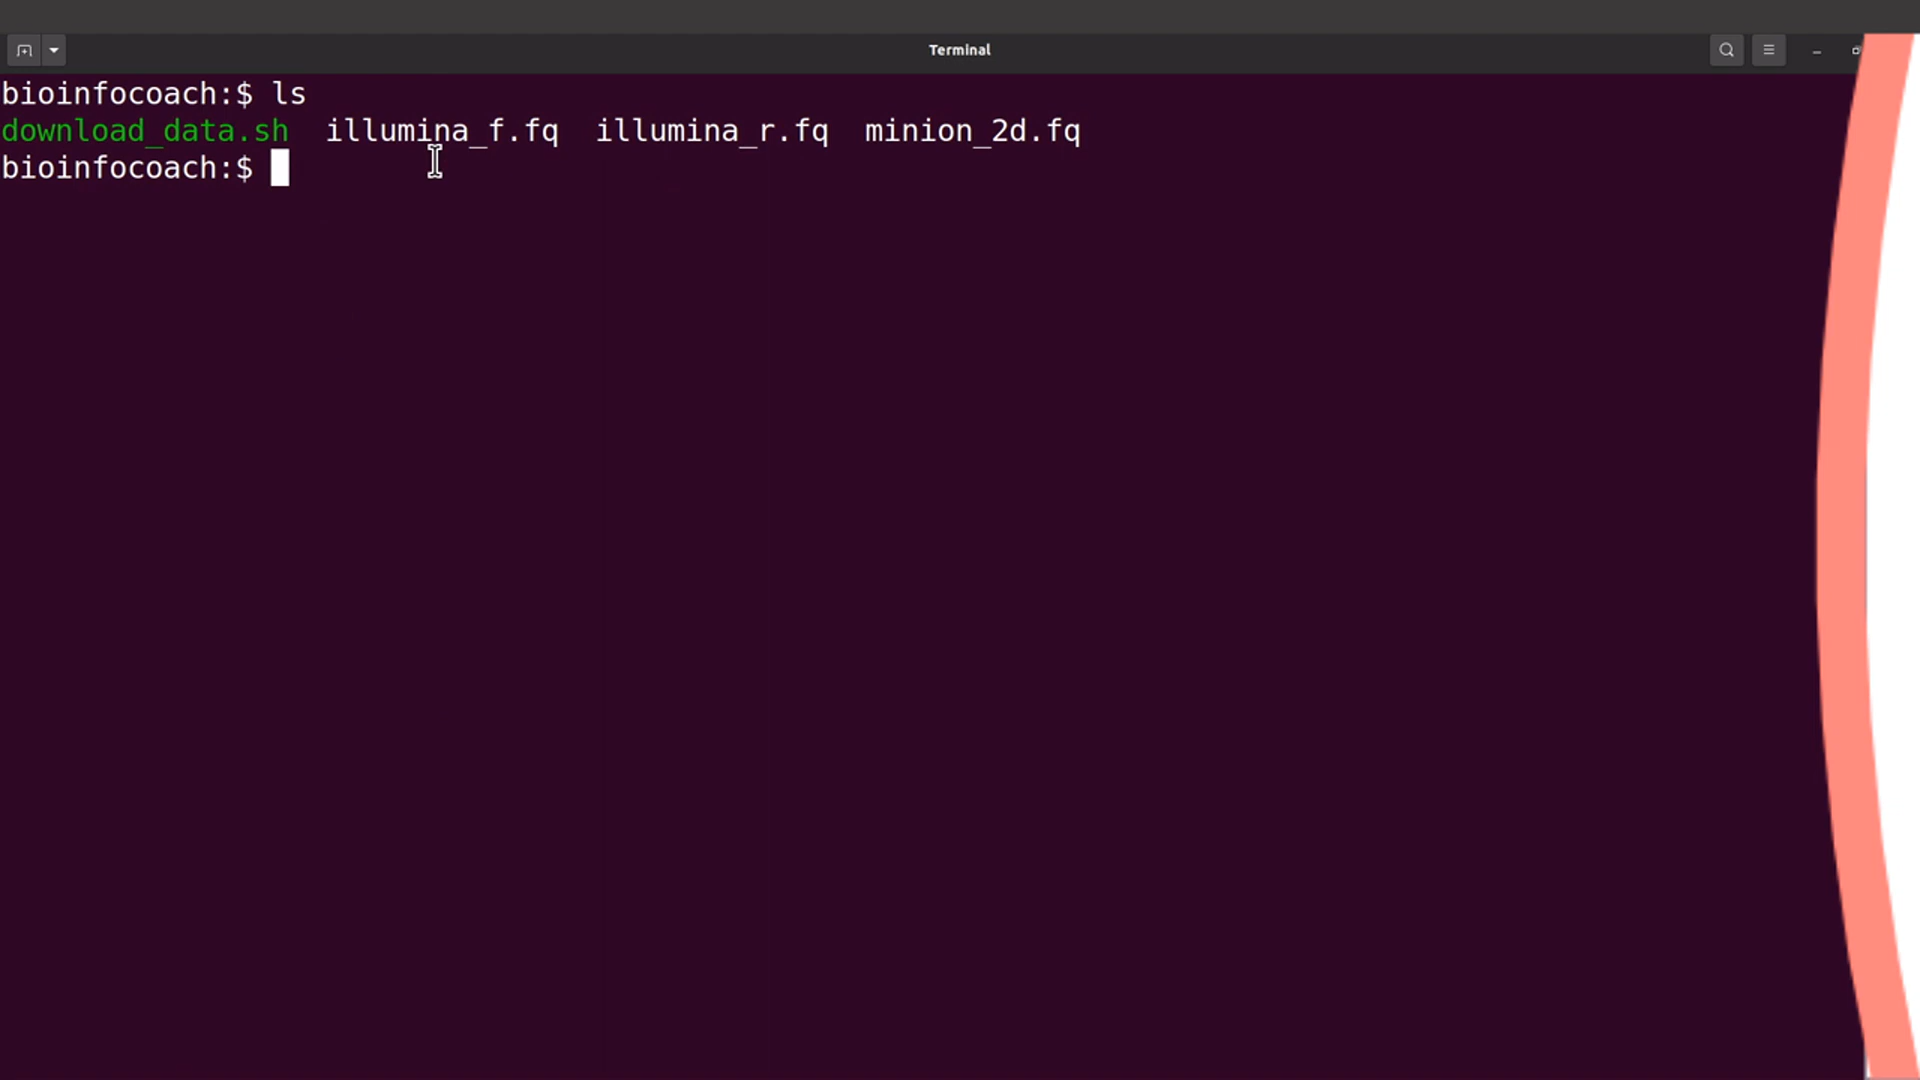 Terminal
bioinfocoach:$ ls
download_data.sh illumina_f.fq illumina_r.fq minion_2d.fq
bioinfocoach:$